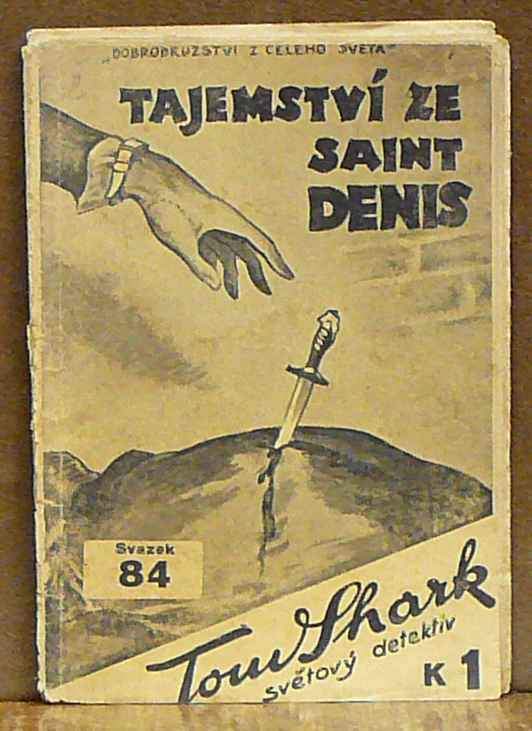 „DOBRODRUŽSTVÍ Z CELÉHO SVĚTA“
TAJEMSTVÍ ZE
SAINT
DENIS
Svazek
84
Tom Shark
světový detektiv
K 1